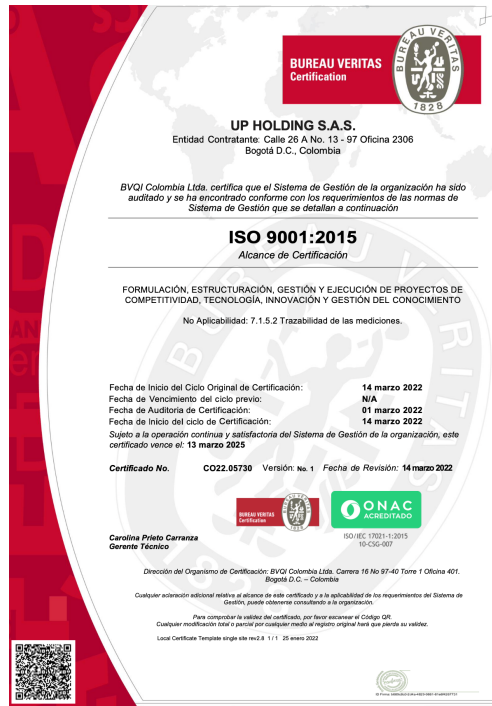 BUREAU VERITAS
Certification
BUREAU VERITAS
1828
UP HOLDING S.A.S.
Entidad Contratante: Calle 26 A No. 13 - 97 Oficina 2306
Bogotá D.C., Colombia
BVQI Colombia Ltda. certifica que el Sistema de Gestión de la organización ha sido
auditado y se ha encontrado conforme con los requerimientos de las normas de
Sistema de Gestión que se detallan a continuación
ISO 9001:2015
Alcance de Certificación
FORMULACIÓN, ESTRUCTURACIÓN, GESTIÓN Y EJECUCIÓN DE PROYECTOS DE
COMPETITIVIDAD, TECNOLOGÍA, INNOVACIÓN Y GESTIÓN DEL CONOCIMIENTO
No Aplicabilidad: 7.1.5.2 Trazabilidad de las mediciones.
Fecha de Inicio del Ciclo Original de Certificación: 14 marzo 2022
Fecha de Vencimiento del ciclo previo: N/A
Fecha de Auditoria de Certificación: 01 marzo 2022
Fecha de Inicio del ciclo de Certificación: 14 marzo 2022
Sujeto a la operación continua y satisfactoria del Sistema de Gestión de la organización, este
certificado vence el: 13 marzo 2025
Certificado No. CO22.05730 Versión: No. 1 Fecha de Revisión: 14 marzo 2022
BUREAU VERITAS
Certification
ONAC
ACREDITADO
ISO/IEC 17021-1:2015
10-CSG-007
Carolina Prieto Carranza
Gerente Técnico
Dirección del Organismo de Certificación: BVQI Colombia Ltda. Carrera 16 No 97-40 Torre 1 Oficina 401.
Bogotá D.C. – Colombia
Cualquier aclaración adicional relativa al alcance de este certificado y a la aplicabilidad de los requerimientos del Sistema de
Gestión, puede obtenerse consultando a la organización.
Para comprobar la validez del certificado, por favor escanear el Código QR.
Cualquier modificación total o parcial por cualquier medio al registro original hará que pierda su validez.
Local Certificate Template single site rev2.8 1 / 1 25 enero 2022